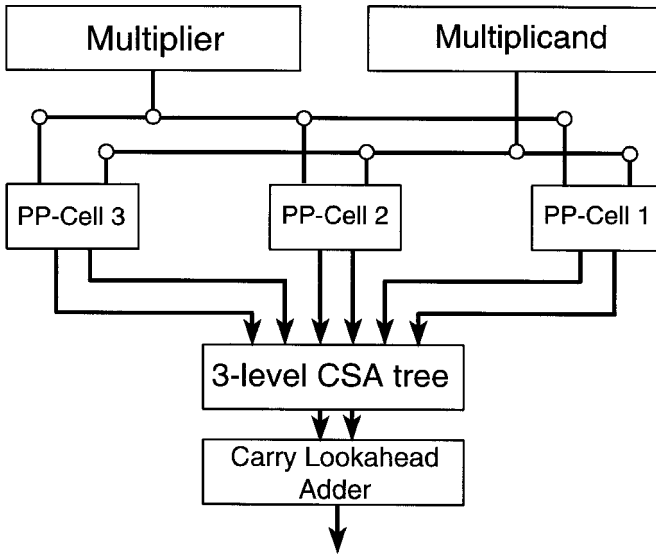 Multiplier
Multiplicand
PP-Cell 3
PP-Cell 2
PP-Cell 1
3-level CSA tree
Carry Lookahead
Adder